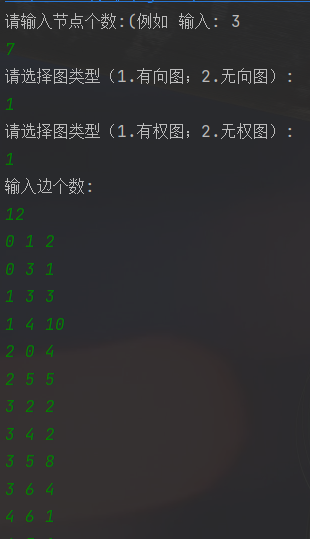 请输入节点个数:(例如 输入: 3
7
请选择图类型（1.有向图；2.无向图）:
1
请选择图类型（1.有权图；2.无权图）:
1
输入边个数:
12
0 1 2
0 3 1
1 3 3
1 4 10
2 0 4
2 5 5
3 2 2
3 4 2
3 5 8
3 6 4
4 6 1